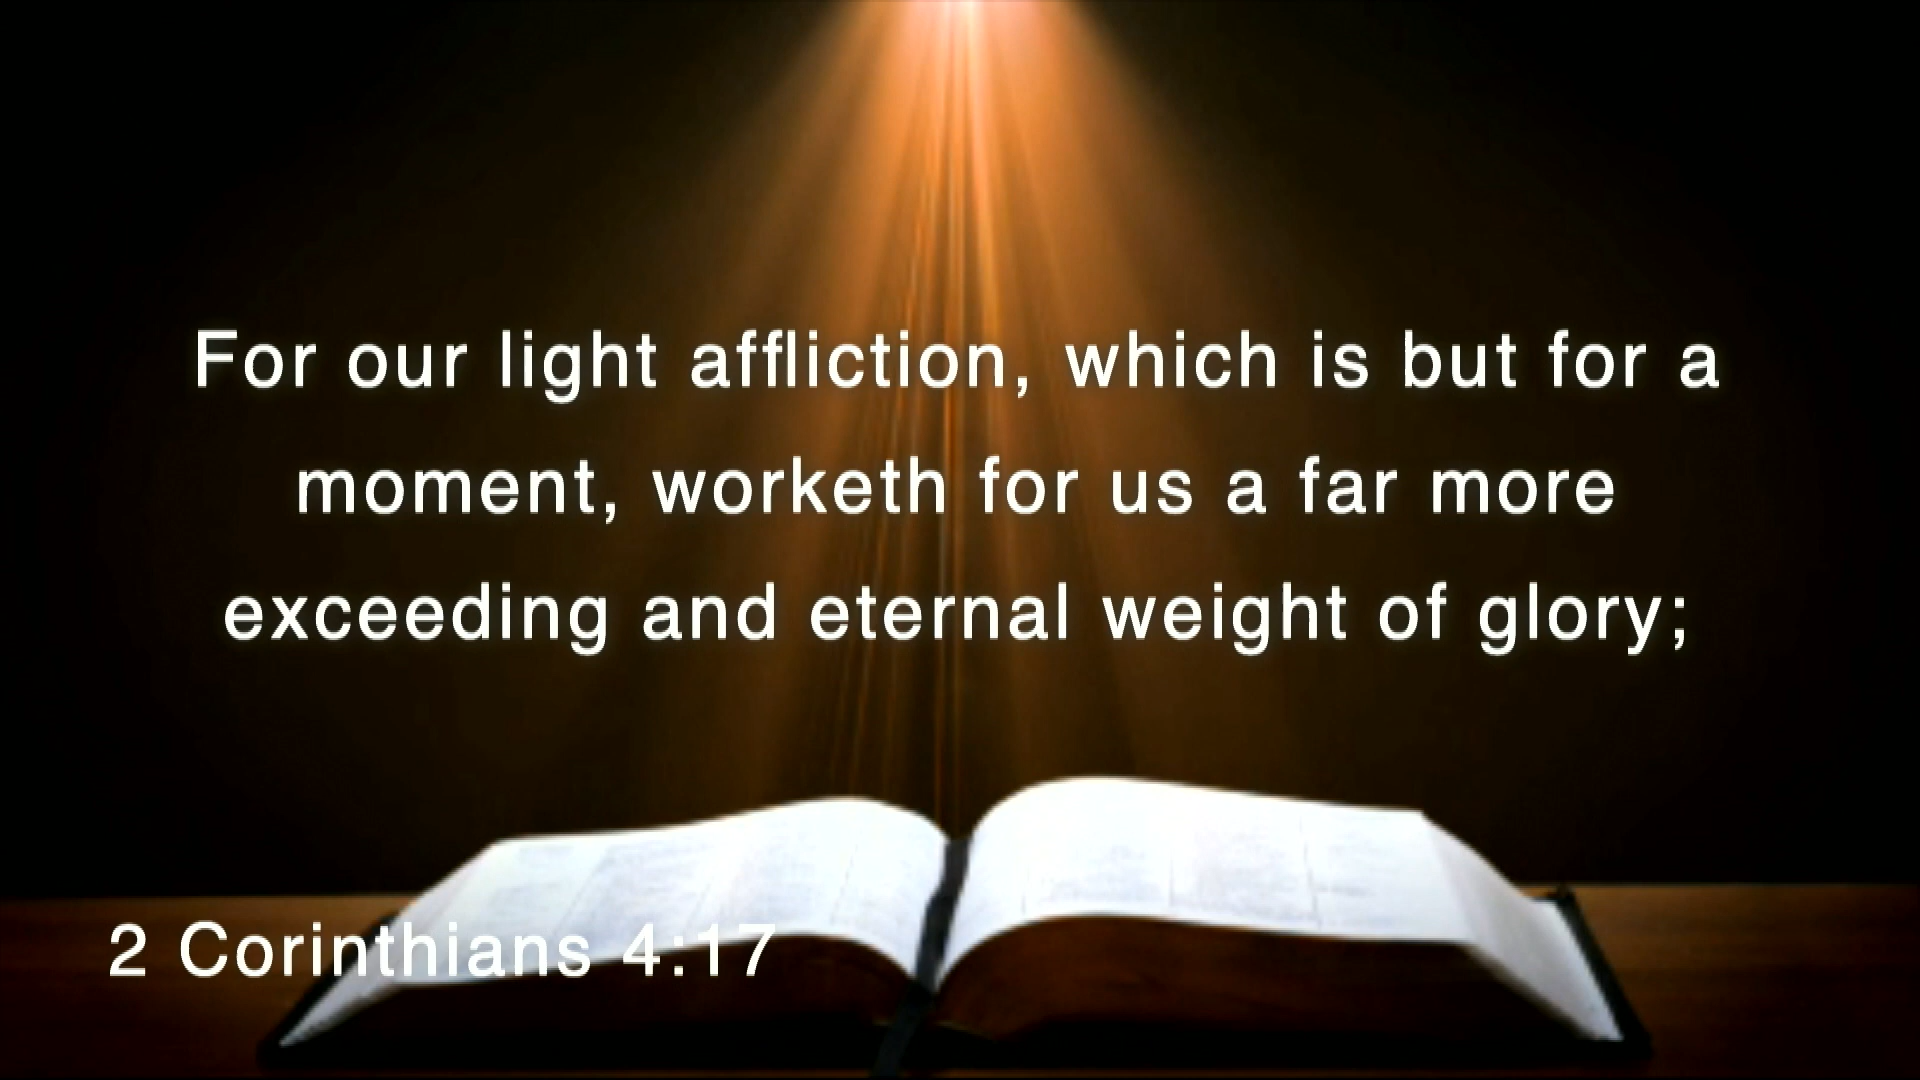 For our light affliction, which is but for a
moment, worketh for us a far more
exceeding and eternal weight of glory;
2 Corinthians 4:17